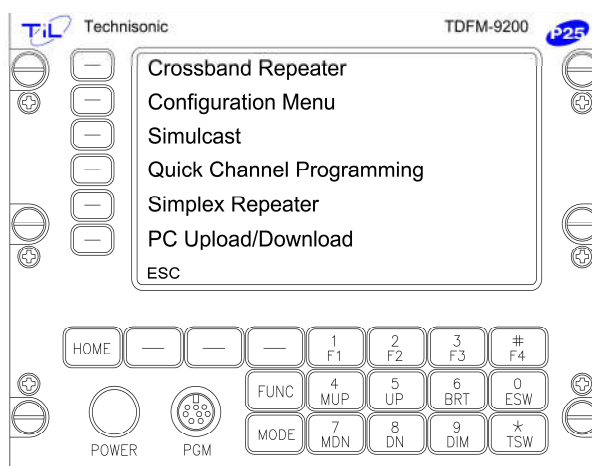 TiL Technisonic TDFM-9200 P25
Crossband Repeater
Configuration Menu
Simulcast
Quick Channel Programming
Simplex Repeater
PC Upload/Download
ESC
HOME 1 F1 2 F2 3 F3 # F4
FUNC 4 MUP 5 UP 6 BRT 0 ESW
MODE 7 MDN 8 DN 9 DIM * TSW
POWER PGM